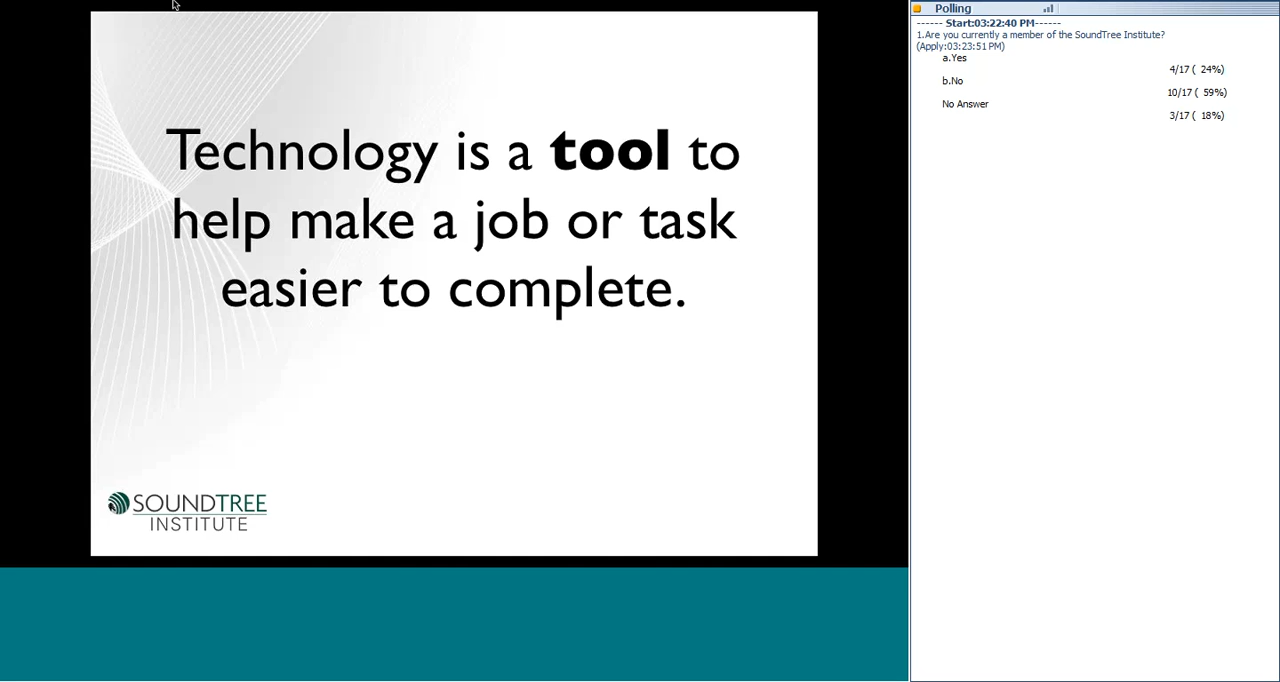 Technology is a tool to
help make a job or task
easier to complete.
SOUNDTREE
INSTITUTE
Polling
------ Start:03:22:40 PM------
1.Are you currently a member of the SoundTree Institute?
(Apply:03:23:51 PM)
a.Yes
4/17 ( 24%)
b.No
10/17 ( 59%)
No Answer
3/17 ( 18%)